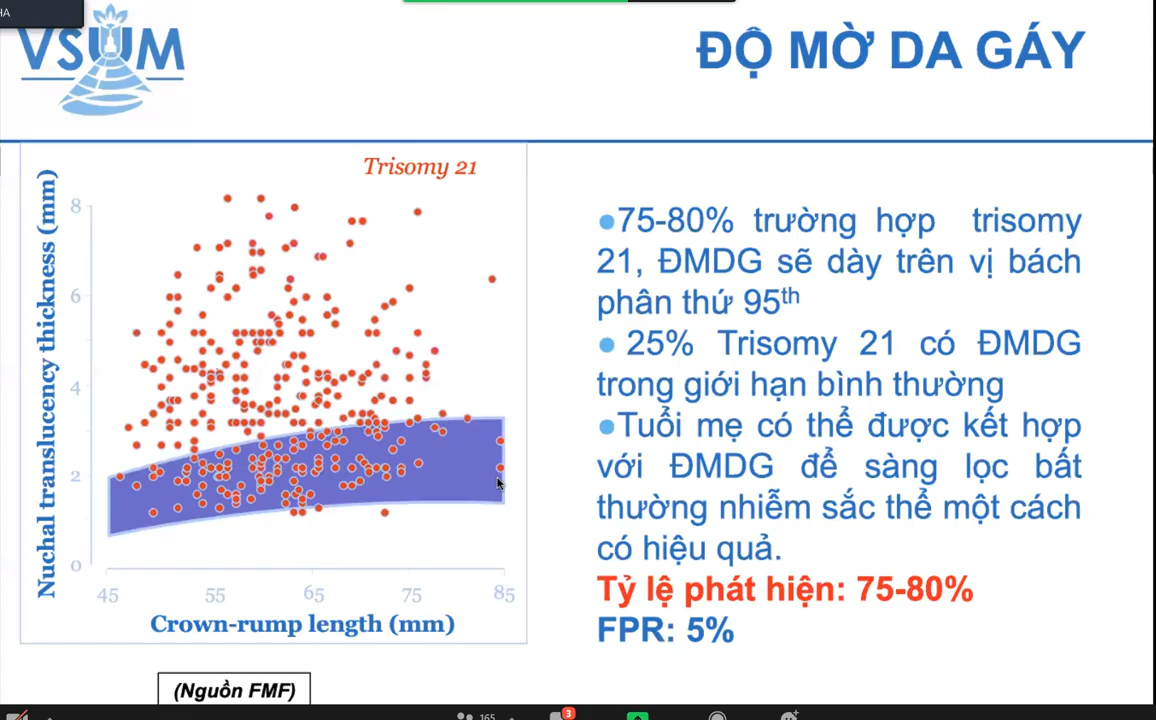 HA
VSUM
ĐỘ MỜ DA GÁY
Trisomy 21
Nuchal translucency thickness (mm)
8
6
4
2
0
45 55 65 75 85
Crown-rump length (mm)
(Nguồn FMF)
●75-80% trường hợp trisomy
21, ĐMDG sẽ dày trên vị bách
phân thứ 95th
● 25% Trisomy 21 có ĐMDG
trong giới hạn bình thường
●Tuổi mẹ có thể được kết hợp
với ĐMDG để sàng lọc bất
thường nhiễm sắc thể một cách
có hiệu quả.
Tỷ lệ phát hiện: 75-80%
FPR: 5%
165
3